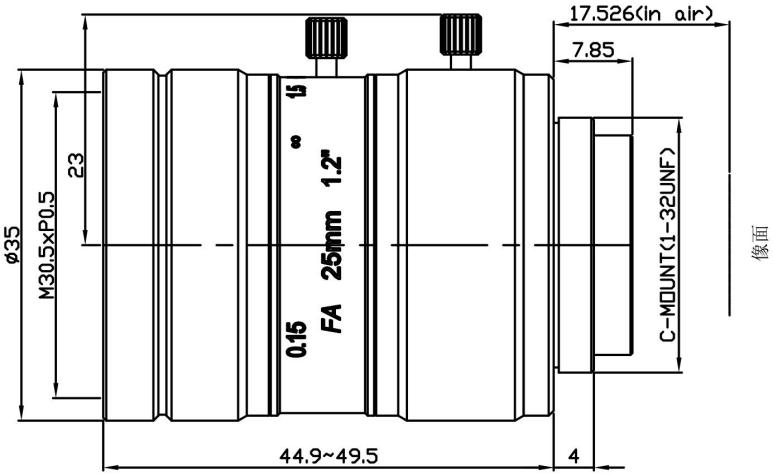 17.526(in air)
7.85
23
M30.5xP0.5
ø35
1.5
∞
0.15
FA 25mm 1.2"
C-MOUNT(1-32UNF)
像面
44.9~49.5
4